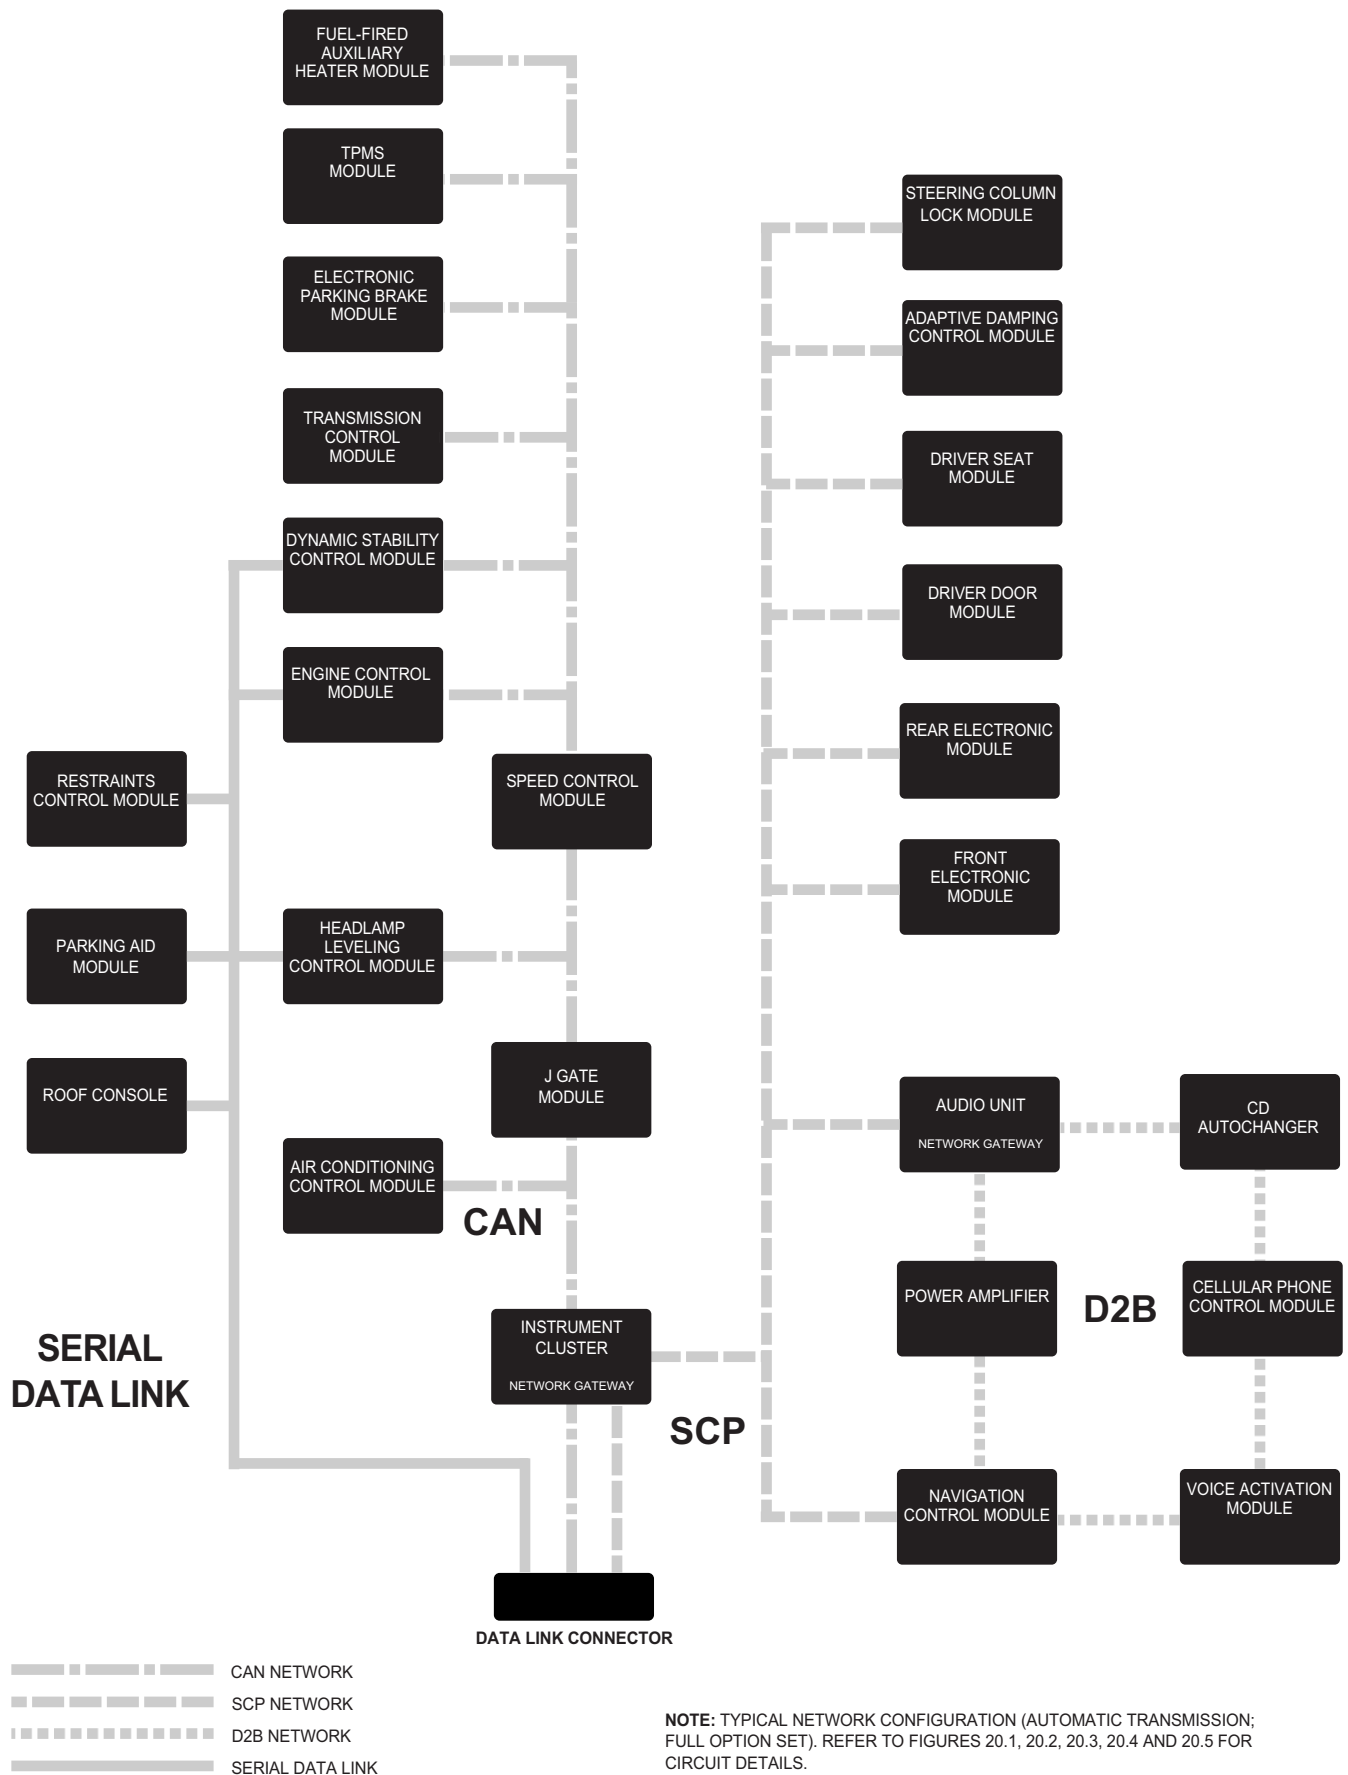 FUEL-FIRED
AUXILIARY
HEATER MODULE
TPMS
MODULE
ELECTRONIC
PARKING BRAKE
MODULE
TRANSMISSION
CONTROL
MODULE
DYNAMIC STABILITY
CONTROL MODULE
ENGINE CONTROL
MODULE
RESTRAINTS
CONTROL MODULE
SPEED CONTROL
MODULE
PARKING AID
MODULE
HEADLAMP
LEVELING
CONTROL MODULE
ROOF CONSOLE
J GATE
MODULE
AIR CONDITIONING
CONTROL MODULE
CAN
INSTRUMENT
CLUSTER
NETWORK GATEWAY
SERIAL
DATA LINK
SCP
DATA LINK CONNECTOR
STEERING COLUMN
LOCK MODULE
ADAPTIVE DAMPING
CONTROL MODULE
DRIVER SEAT
MODULE
DRIVER DOOR
MODULE
REAR ELECTRONIC
MODULE
FRONT
ELECTRONIC
MODULE
AUDIO UNIT
NETWORK GATEWAY
CD
AUTOCHANGER
POWER AMPLIFIER
D2B
CELLULAR PHONE
CONTROL MODULE
NAVIGATION
CONTROL MODULE
VOICE ACTIVATION
MODULE
CAN NETWORK
SCP NETWORK
D2B NETWORK
SERIAL DATA LINK
NOTE: TYPICAL NETWORK CONFIGURATION (AUTOMATIC TRANSMISSION;
FULL OPTION SET). REFER TO FIGURES 20.1, 20.2, 20.3, 20.4 AND 20.5 FOR
CIRCUIT DETAILS.